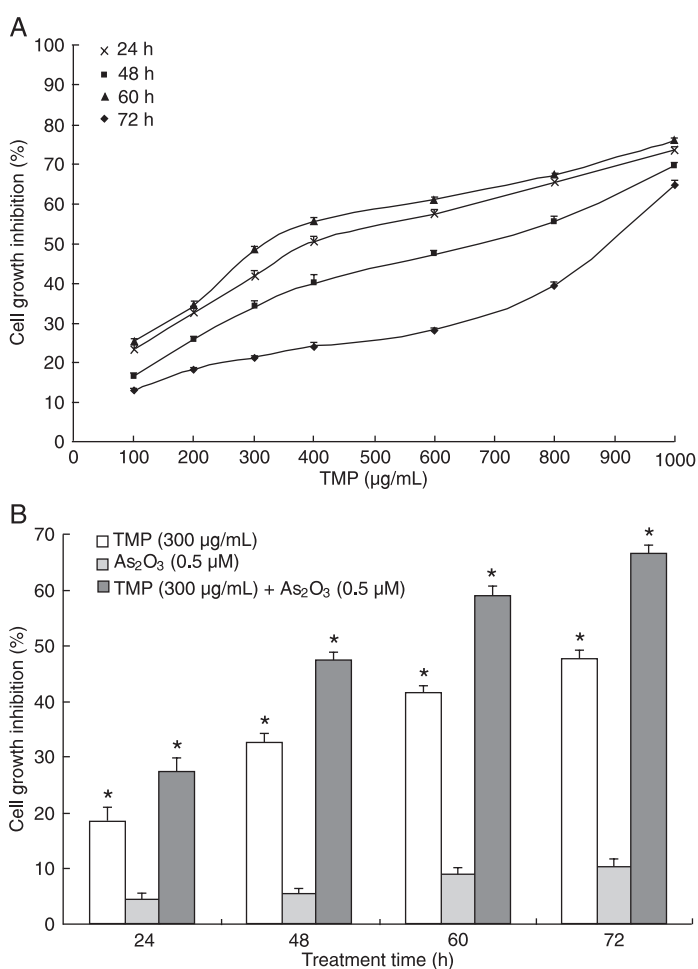 A
100
90
80
70
60
50
40
30
20
10
0
Cell growth inhibition (%)
24 h
48 h
60 h
72 h
0 100 200 300 400 500 600 700 800 900 1000
TMP (µg/mL)
B
70
60
50
40
30
20
10
0
Cell growth inhibition (%)
TMP (300 µg/mL)
As₂O₃ (0.5 µM)
TMP (300 µg/mL) + As₂O₃ (0.5 µM)
* * * * * * * *
24 48 60 72
Treatment time (h)